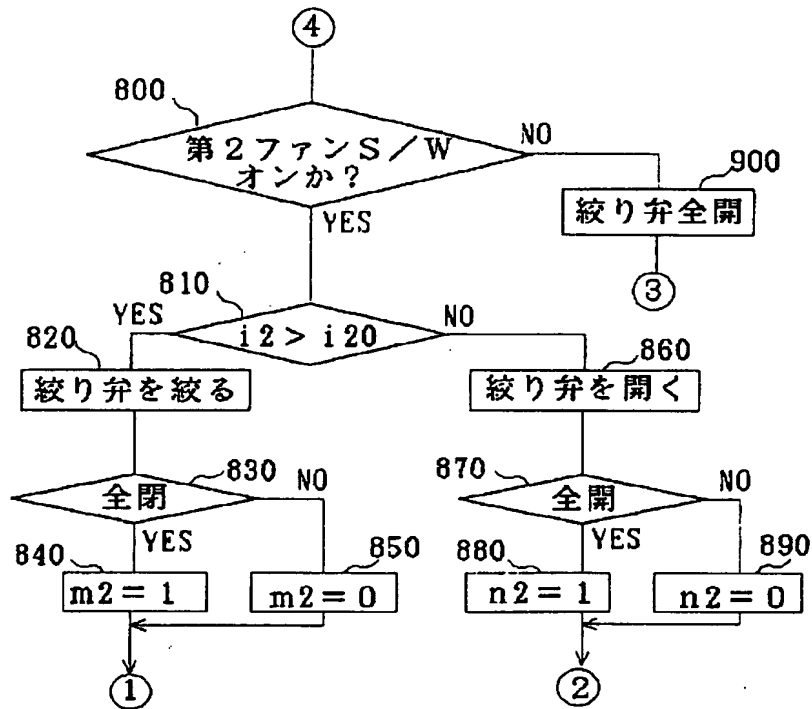 ④
800
第2ファンS／W
オンか？
NO
900
絞り弁全開
YES
③
810
YES
i2＞i20
NO
820
絞り弁を絞る
860
絞り弁を開く
830
全閉
NO
870
全開
NO
YES
YES
840
m2＝1
850
m2＝0
880
n2＝1
890
n2＝0
①
②